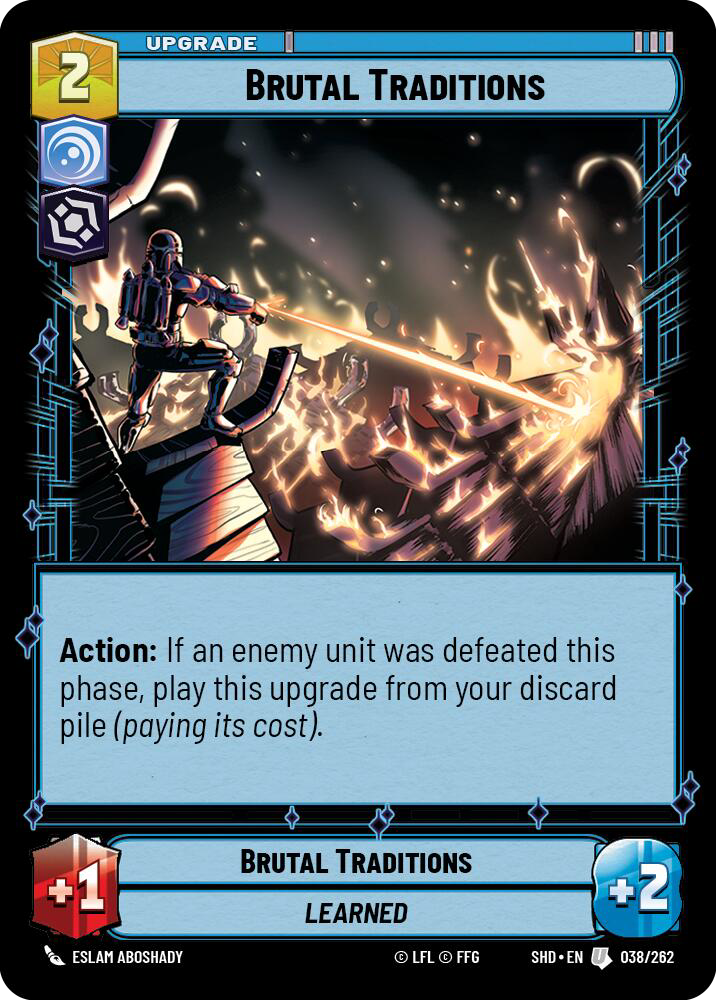 UPGRADE
2
BRUTAL TRADITIONS
Action: If an enemy unit was defeated this
phase, play this upgrade from your discard
pile (paying its cost).
+1
BRUTAL TRADITIONS
LEARNED
+2
ESLAM ABOSHADY
© LFL © FFG
SHD • EN
U
038/262